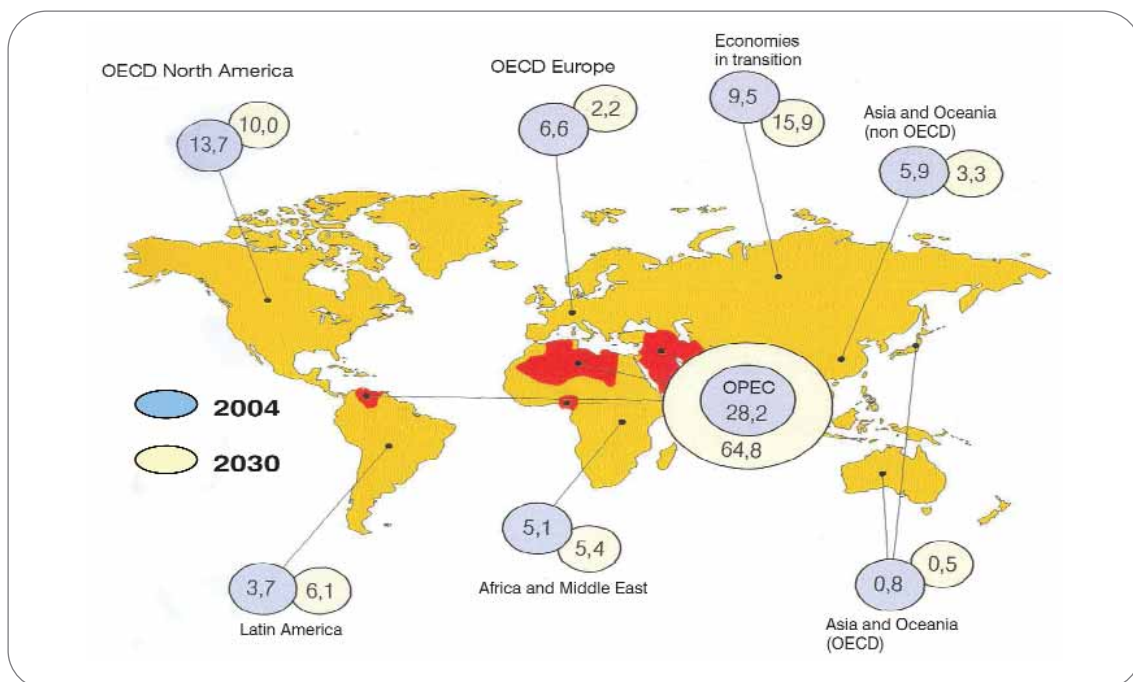 OECD North America
13,7
10,0
OECD Europe
6,6
2,2
Economies
in transition
9,5
15,9
Asia and Oceania
(non OECD)
5,9
3,3
OPEC
28,2
64,8
2004
2030
3,7
6,1
Latin America
5,1
5,4
Africa and Middle East
0,8
0,5
Asia and Oceania
(OECD)